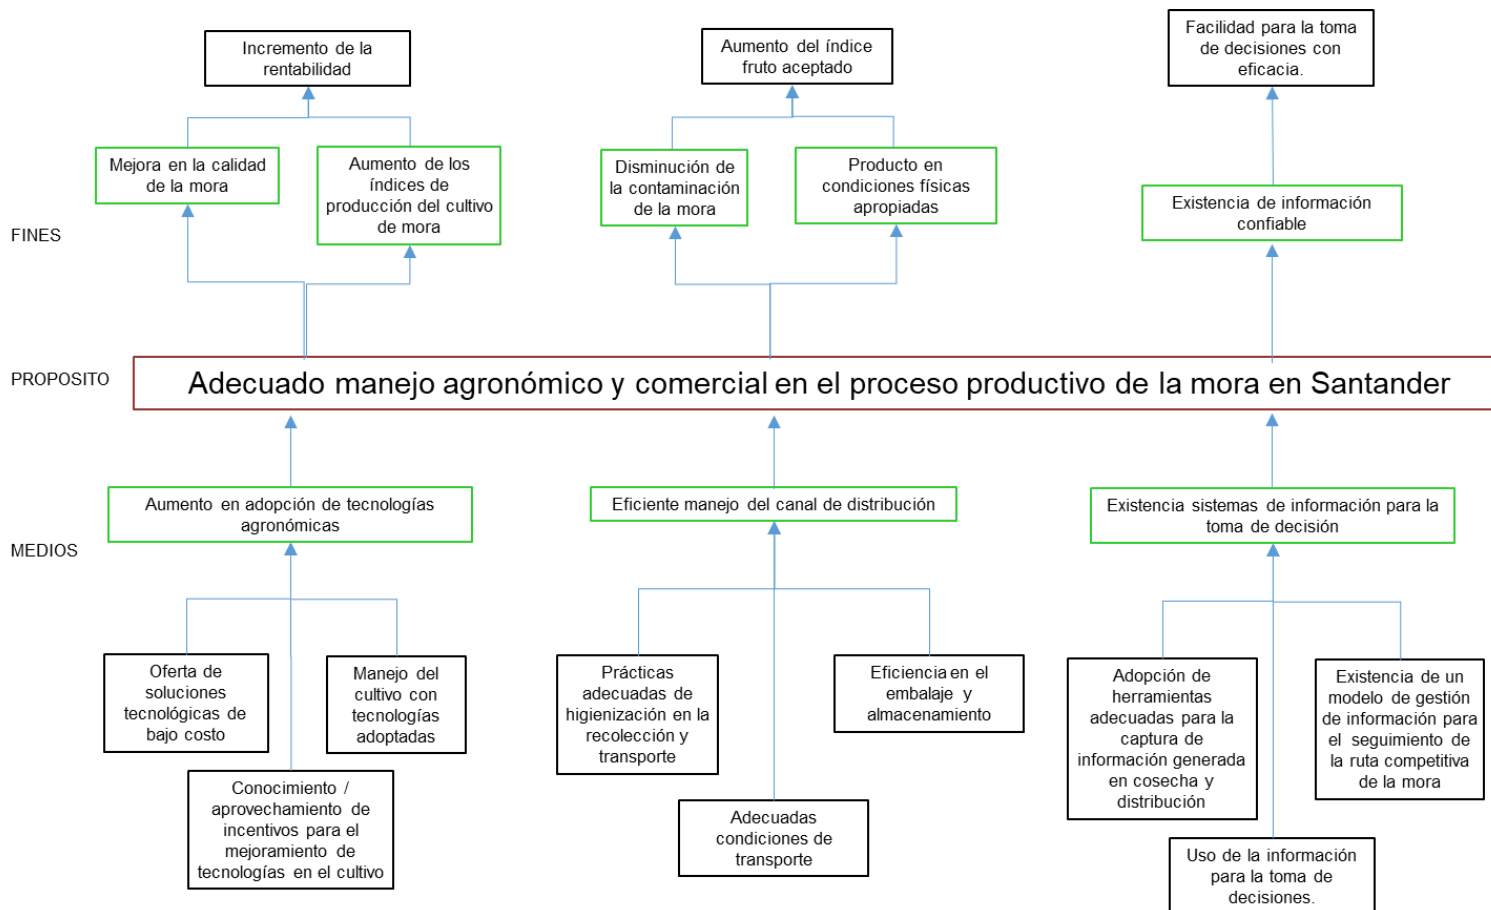 Incremento de la
rentabilidad
Aumento del índice
fruto aceptado
Facilidad para la toma
de decisiones con
eficacia.
Mejora en la calidad
de la mora
Aumento de los
índices de
producción del cultivo
de mora
Disminución de
la contaminación
de la mora
Producto en
condiciones físicas
apropiadas
Existencia de información
confiable
FINES
PROPOSITO
Adecuado manejo agronómico y comercial en el proceso productivo de la mora en Santander
Aumento en adopción de tecnologías
agronómicas
Eficiente manejo del canal de distribución
Existencia sistemas de información para la
toma de decisión
MEDIOS
Oferta de
soluciones
tecnológicas de
bajo costo
Manejo del
cultivo con
tecnologías
adoptadas
Conocimiento /
aprovechamiento de
incentivos para el
mejoramiento de
tecnologías en el cultivo
Prácticas
adecuadas de
higienización en la
recolección y
transporte
Eficiencia en el
embalaje y
almacenamiento
Adecuadas
condiciones de
transporte
Adopción de
herramientas
adecuadas para la
captura de
información generada
en cosecha y
distribución
Existencia de un
modelo de gestión
de información para
el seguimiento de
la ruta competitiva
de la mora
Uso de la información
para la toma de
decisiones.